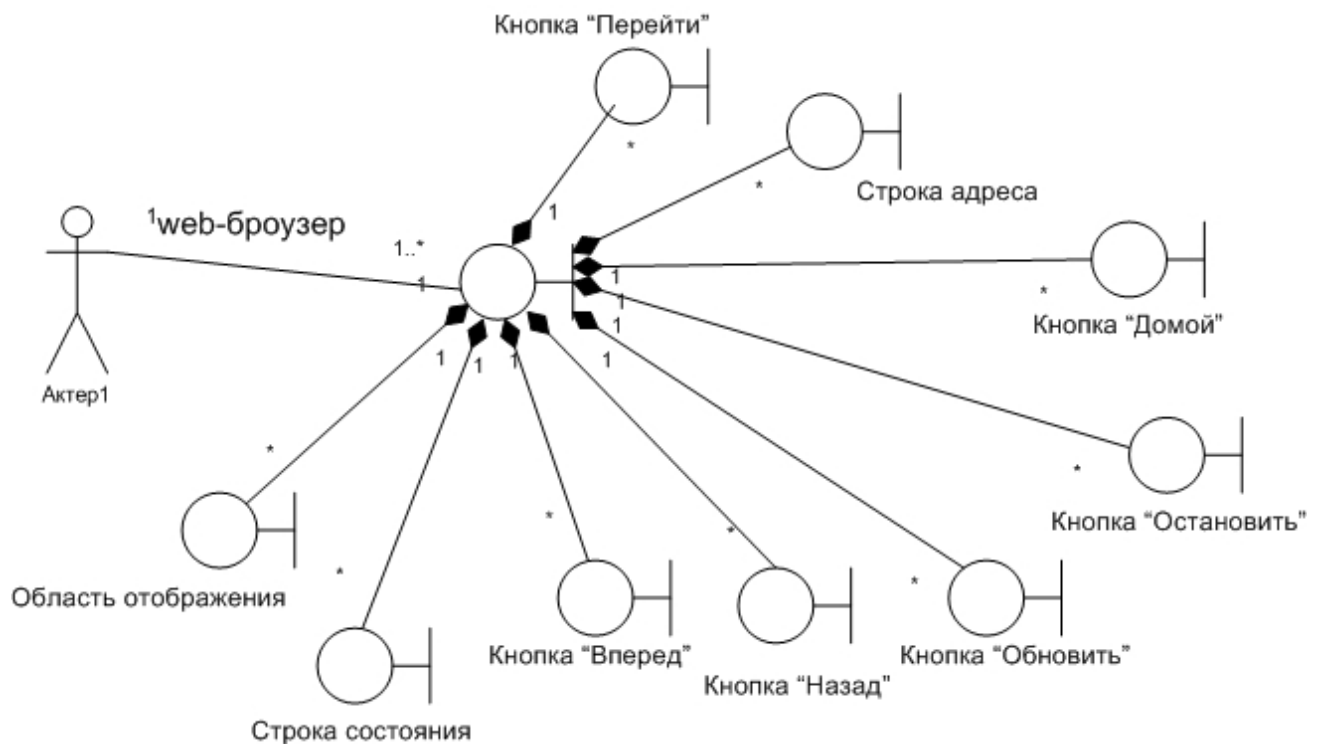 Кнопка “Перейти”
*
Строка адреса
*
1
1web-броузер
1..*
1
1
*
Кнопка “Домой”
1
1
1
1
1
1
1
Актер1
*
*
Кнопка “Остановить”
*
*
*
*
Область отображения
Кнопка “Вперед”
Кнопка “Обновить”
Кнопка “Назад”
Строка состояния